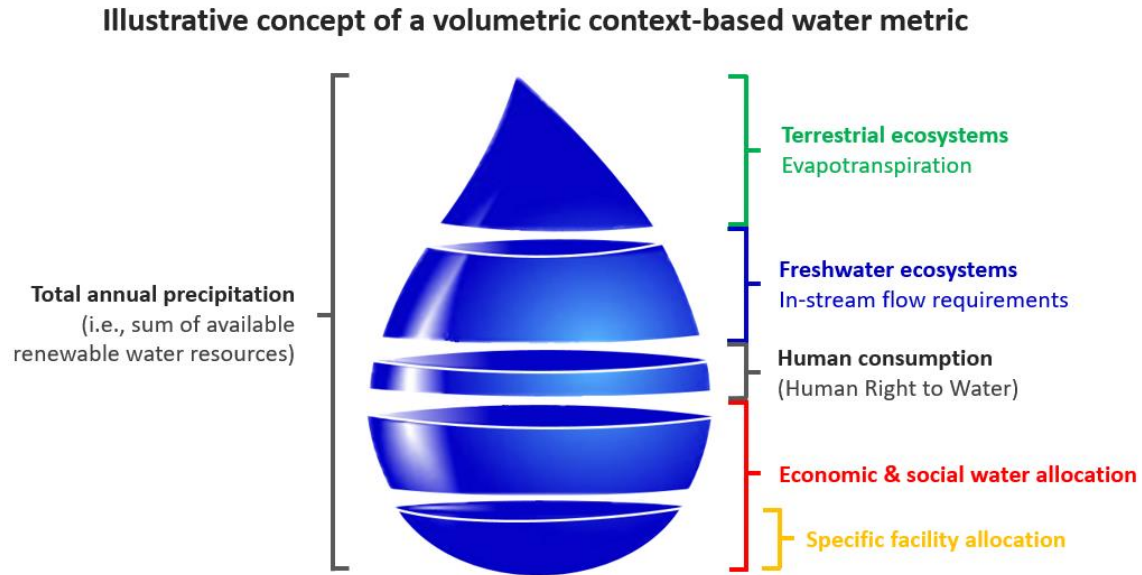 Illustrative concept of a volumetric context-based water metric
Total annual precipitation
(i.e., sum of available
renewable water resources)
Terrestrial ecosystems
Evapotranspiration
Freshwater ecosystems
In-stream flow requirements
Human consumption
(Human Right to Water)
Economic & social water allocation
Specific facility allocation